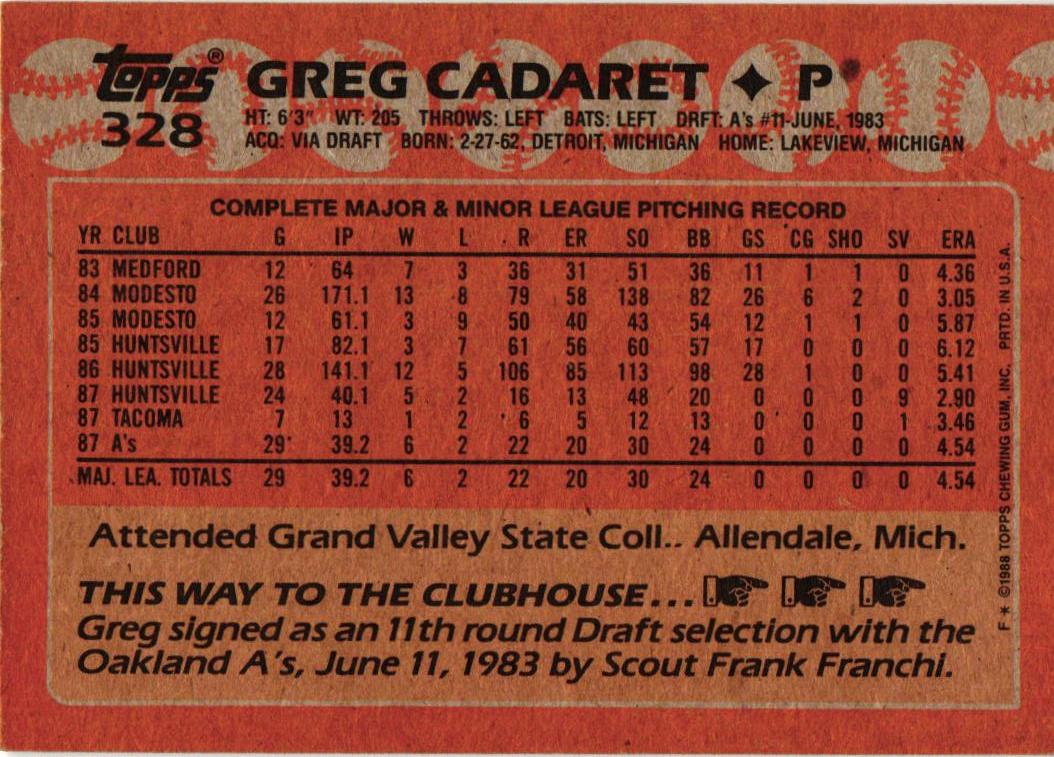 topps® GREG CADARET ✦ P
328 HT: 6'3" WT: 205 THROWS: LEFT BATS: LEFT DRFT: A's #11-JUNE, 1983
ACQ: VIA DRAFT BORN: 2-27-62, DETROIT, MICHIGAN HOME: LAKEVIEW, MICHIGAN
COMPLETE MAJOR & MINOR LEAGUE PITCHING RECORD
YR CLUB G IP W L R ER SO BB GS CG SHO SV ERA
83 MEDFORD 12 64 7 3 36 31 51 36 11 1 1 0 4.36
84 MODESTO 26 171.1 13 8 79 58 138 82 26 6 2 0 3.05
85 MODESTO 12 61.1 3 9 50 40 43 54 12 1 1 0 5.87
85 HUNTSVILLE 17 82.1 3 7 61 56 60 57 17 0 0 0 6.12
86 HUNTSVILLE 28 141.1 12 5 106 85 113 98 28 1 0 0 5.41
87 HUNTSVILLE 24 40.1 5 2 16 13 48 20 0 0 0 9 2.90
87 TACOMA 7 13 1 2 6 5 12 13 0 0 0 1 3.46
87 A's 29 39.2 6 2 22 20 30 24 0 0 0 0 4.54
MAJ. LEA. TOTALS 29 39.2 6 2 22 20 30 24 0 0 0 0 4.54
Attended Grand Valley State Coll.. Allendale, Mich.
THIS WAY TO THE CLUBHOUSE...
Greg signed as an 11th round Draft selection with the
Oakland A's, June 11, 1983 by Scout Frank Franchi.
F * ©1988 TOPPS CHEWING GUM, INC. PRTD. IN U.S.A.